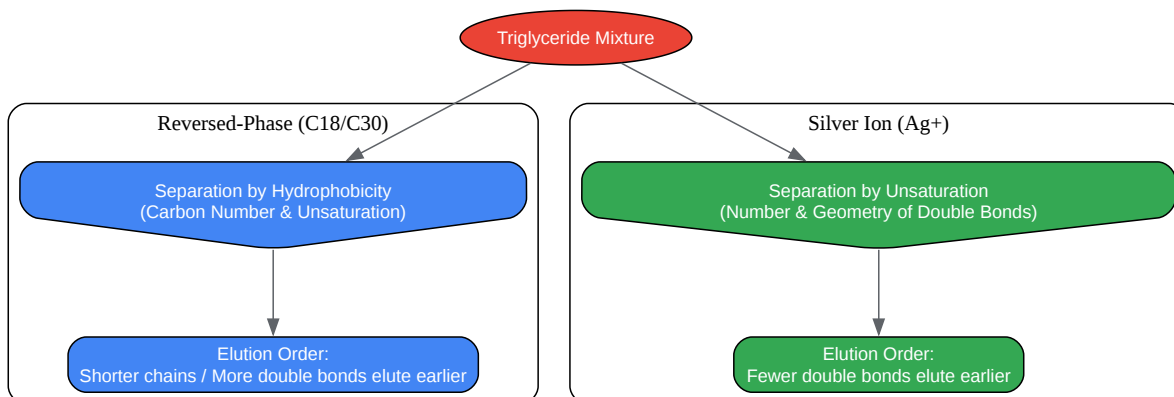 Triglyceride Mixture
Reversed-Phase (C18/C30)
Separation by Hydrophobicity
(Carbon Number & Unsaturation)
Elution Order:
Shorter chains / More double bonds elute earlier
Silver Ion (Ag+)
Separation by Unsaturation
(Number & Geometry of Double Bonds)
Elution Order:
Fewer double bonds elute earlier